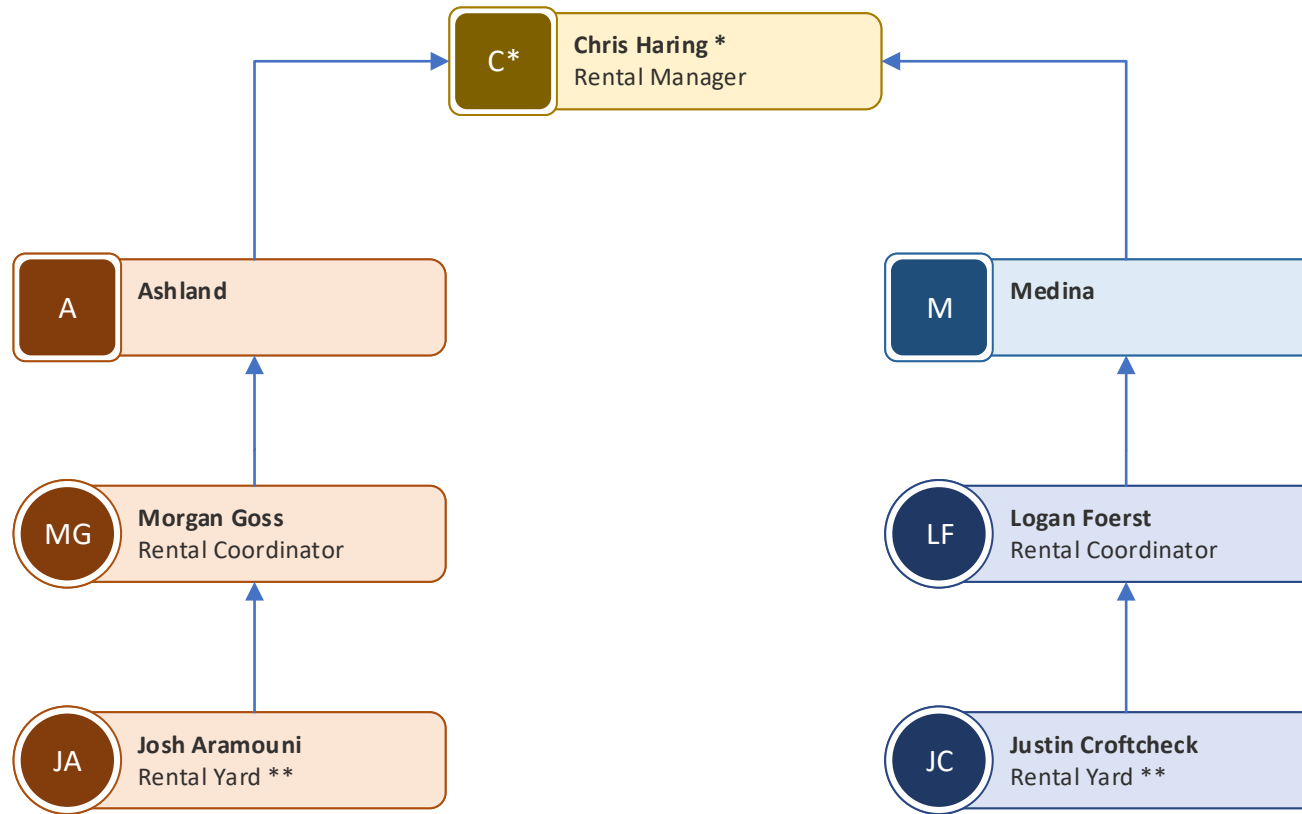 C*
Chris Haring *
Rental Manager
A
Ashland
M
Medina
MG
Morgan Goss
Rental Coordinator
LF
Logan Foerst
Rental Coordinator
JA
Josh Aramouni
Rental Yard **
JC
Justin Croftcheck
Rental Yard **